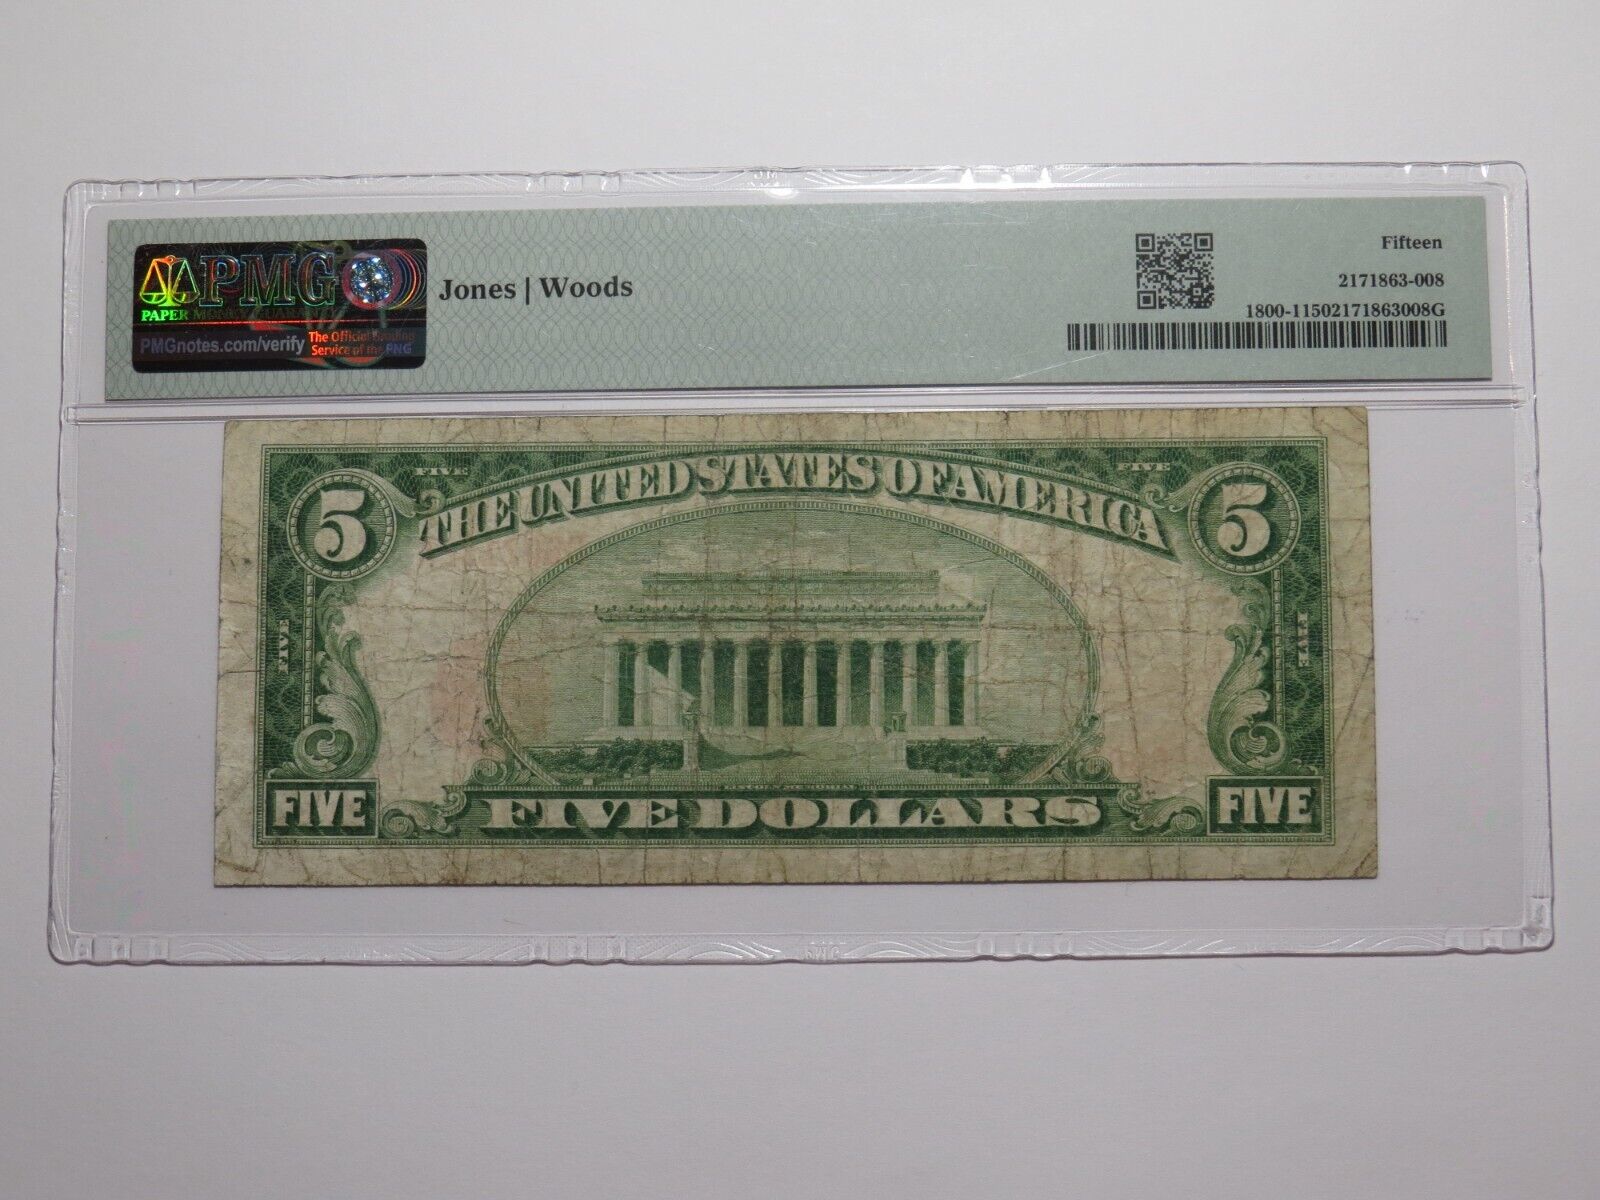 PMG
PAPER MONEY GUARANTY
PMGnotes.com/verify
The Official Grading
Service of the PNG
Jones | Woods
Fifteen
2171863-008
1800-11502171863008G
FIVE FIVE
5 THE UNITED STATES OF AMERICA 5
FIVE FIVE
FIVE FIVE DOLLARS FIVE